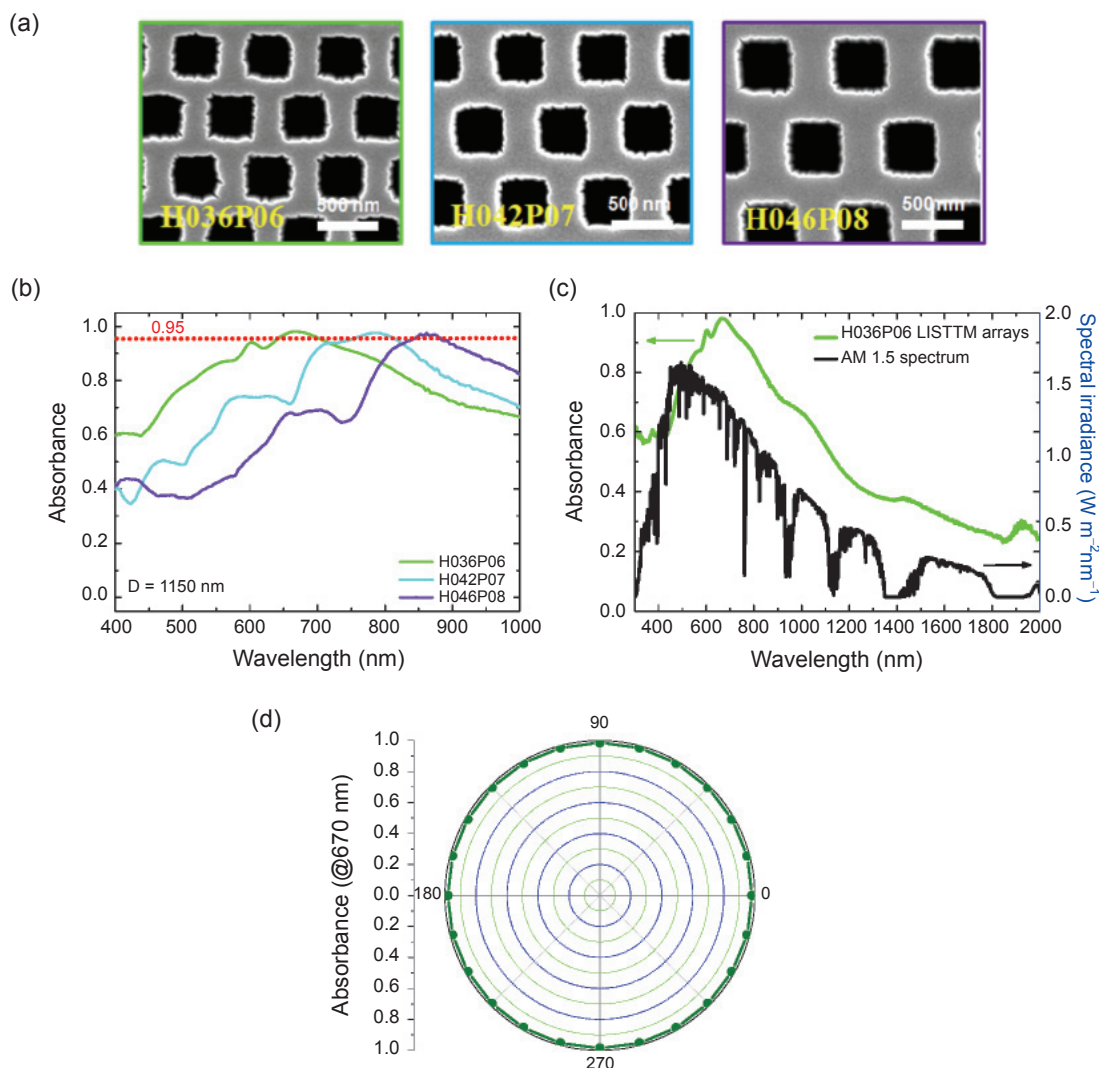 (a)
H036P06
500 nm
H042P07
500 nm
H046P08
500nm
(b)
Absorbance
1.0
0.8
0.6
0.4
0.2
0.0
0.95
D = 1150 nm
H036P06
H042P07
H046P08
400 500 600 700 800 900 1000
Wavelength (nm)
(c)
Absorbance
1.0
0.8
0.6
0.4
0.2
0.0
H036P06 LISTTM arrays
AM 1.5 spectrum
2.0
1.5
1.0
0.5
0.0
Spectral irradiance (W m⁻²nm⁻¹)
400 600 800 1000 1200 1400 1600 1800 2000
Wavelength (nm)
(d)
Absorbance (@670 nm)
1.0
0.8
0.6
0.4
0.2
0.0
0.2
0.4
0.6
0.8
1.0
90
180
0
270